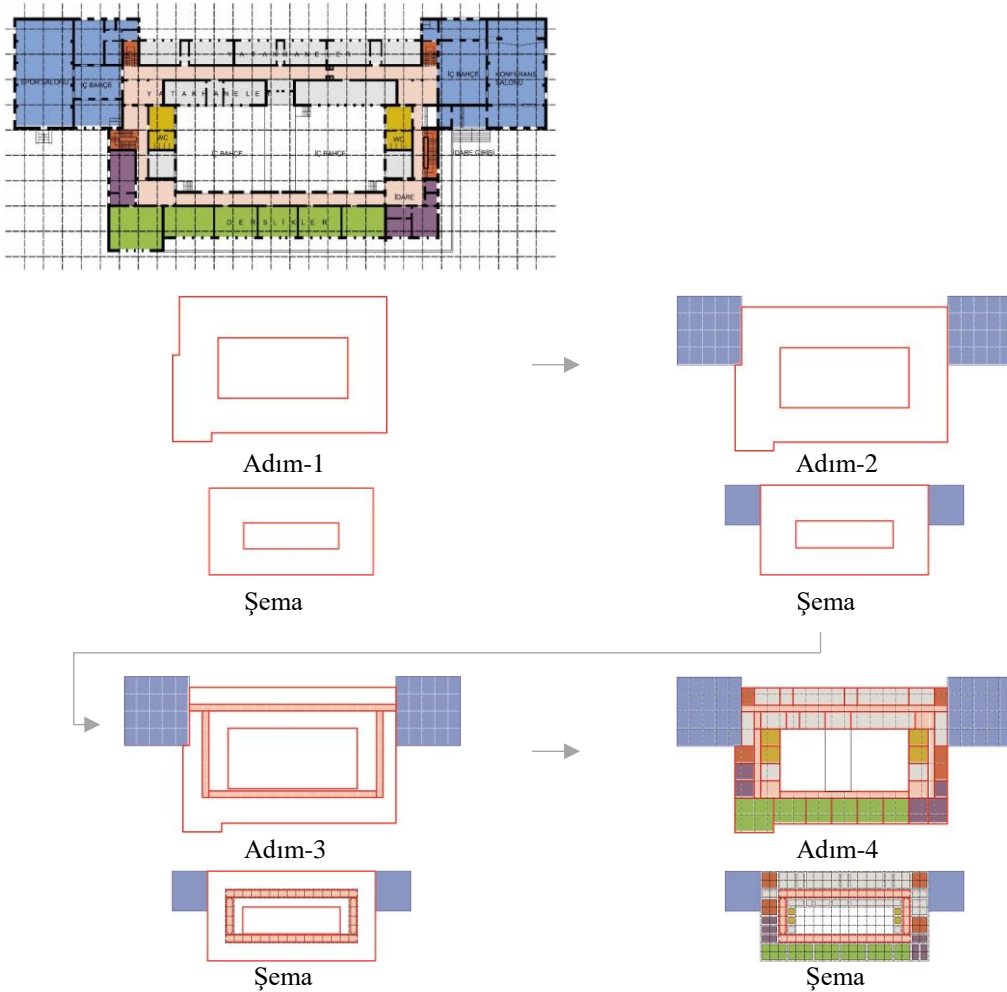 YATAKHANELER
SPOR SALONU
İÇ BAHÇE
İÇ BAHÇE
KONFERANS
SALONU
YATAKHANELER
WC
WC
İÇ BAHÇE
İÇ BAHÇE
İDARE GİRİŞİ
İDARE
DERSLİKLER
Adım-1
Adım-2
Şema
Şema
Adım-3
Adım-4
Şema
Şema